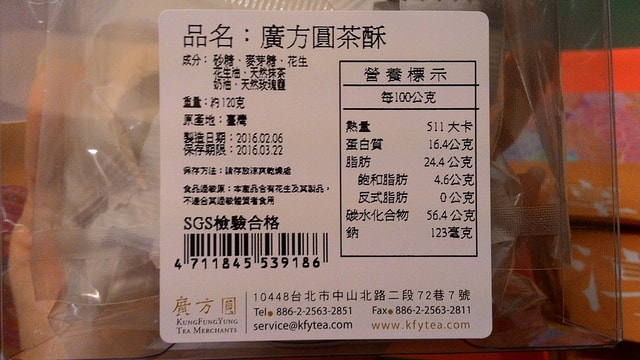 品名：廣方圓茶酥
成分：砂糖、麥芽糖、花生
花生油、天然抹茶
奶油、天然玫瑰鹽
重量：約120克
原產地：臺灣
製造日期：2016.02.06
保存期限：2016.03.22
保存方法：請存放涼爽乾燥處
食品過敏原：本產品含有花生及其製品，
不適合其過敏體質者食用
SGS檢驗合格
4 711845 539186
營養標示
每100公克
熱量 511大卡
蛋白質 16.4公克
脂肪 24.4公克
飽和脂肪 4.6公克
反式脂肪 0公克
碳水化合物 56.4公克
鈉 123毫克
廣方圓
KUNGFUNGYUNG
TEA MERCHANTS
10448台北市中山北路二段72巷7號
Tel● 886-2-2563-2851 Fax● 886-2-2563-2811
service@kfytea.com www.kfytea.com